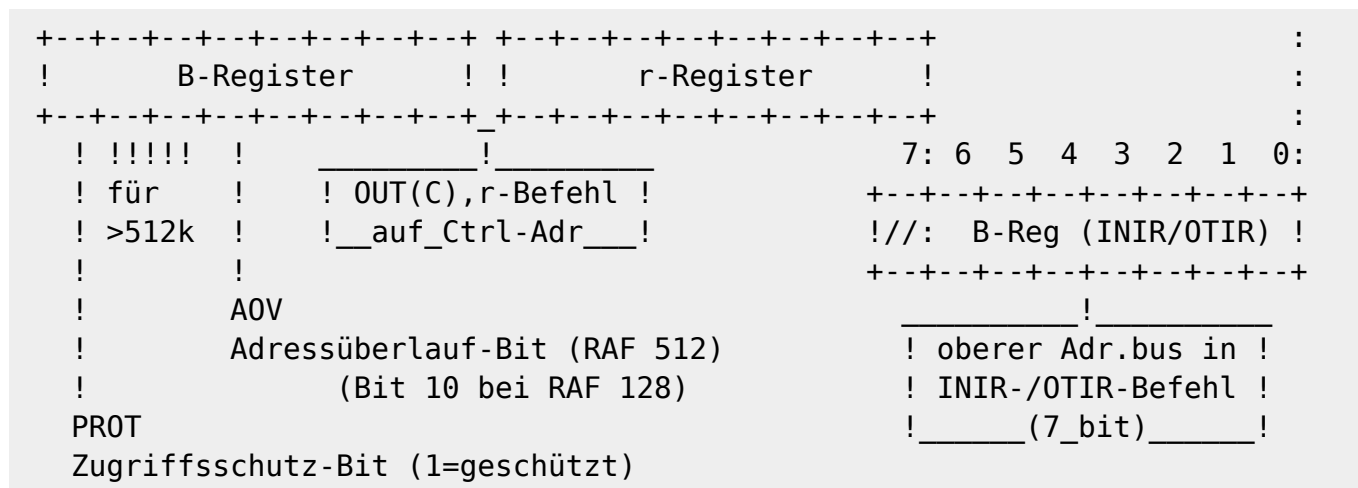 +--+--+--+--+--+--+--+--+ +--+--+--+--+--+--+--+--+                    :
!       B-Register      ! !       r-Register      !                    :
+--+--+--+--+--+--+--+--+_+--+--+--+--+--+--+--+--+                    :
  ! !!!!!  !    _________!_________              7: 6  5  4  3  2  1  0:
  ! für    !    ! OUT(C),r-Befehl !            +--+--+--+--+--+--+--+--+
  ! >512k  !    !__auf_Ctrl-Adr___!            !//:  B-Reg (INIR/OTIR) !
  !        !                                   +--+--+--+--+--+--+--+--+
  !        AOV                                   __________!__________
  !        Adressüberlauf-Bit (RAF 512)          ! oberer Adr.bus in !
  !              (Bit 10 bei RAF 128)            ! INIR-/OTIR-Befehl !
  PROT                                           !______(7_bit)______!
  Zugriffsschutz-Bit (1=geschützt)